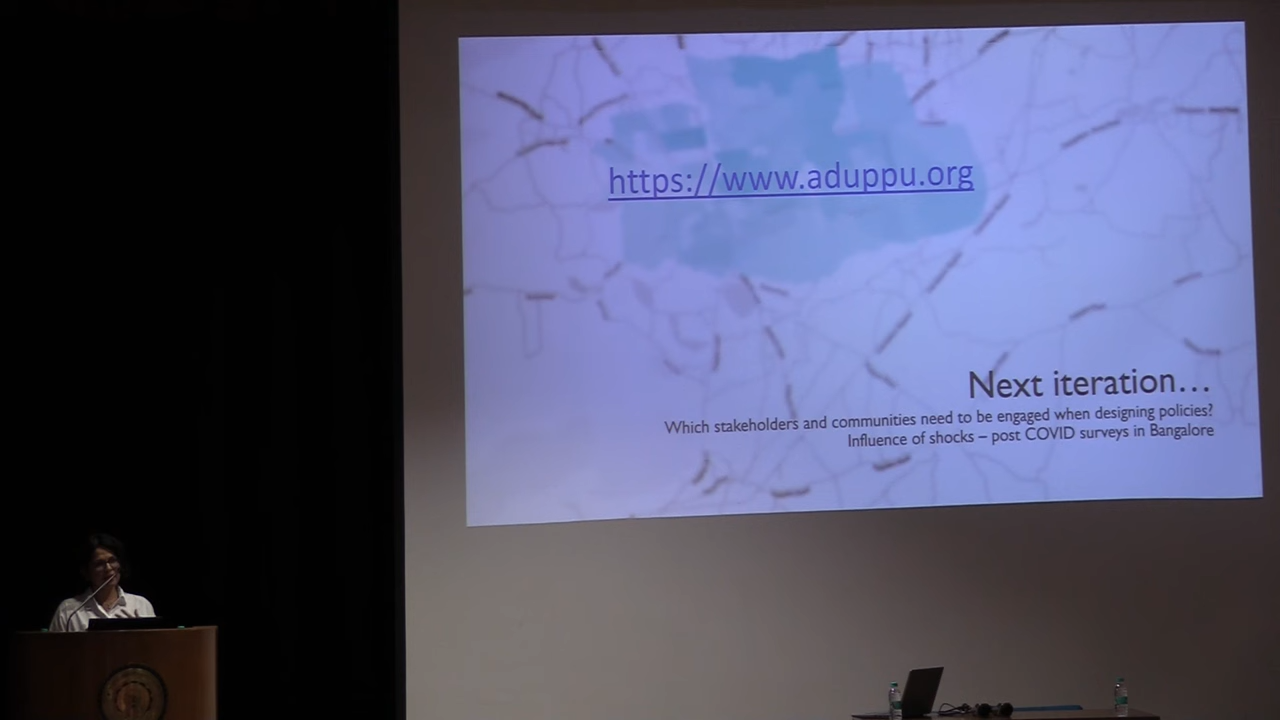 https://www.aduppu.org
Next iteration...
Which stakeholders and communities need to be engaged when designing policies?
Influence of shocks – post COVID surveys in Bangalore